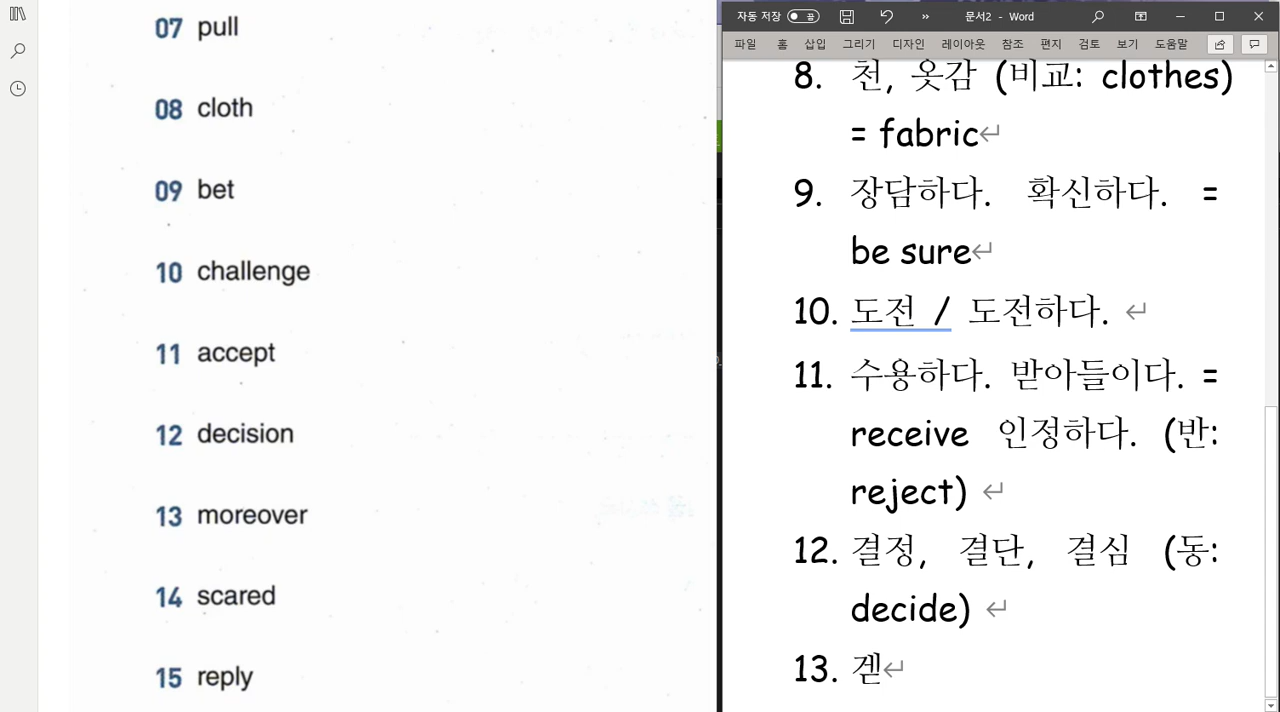 07 pull
08 cloth
09 bet
10 challenge
11 accept
12 decision
13 moreover
14 scared
15 reply
자동 저장 끔 문서2 - Word
파일 홈 삽입 그리기 디자인 레이아웃 참조 편지 검토 보기 도움말
8. 천, 옷감 (비교: clothes)
= fabric
9. 장담하다. 확신하다. =
be sure
10. 도전 / 도전하다.
11. 수용하다. 받아들이다. =
receive 인정하다. (반:
reject)
12. 결정, 결단, 결심 (동:
decide)
13. 겓